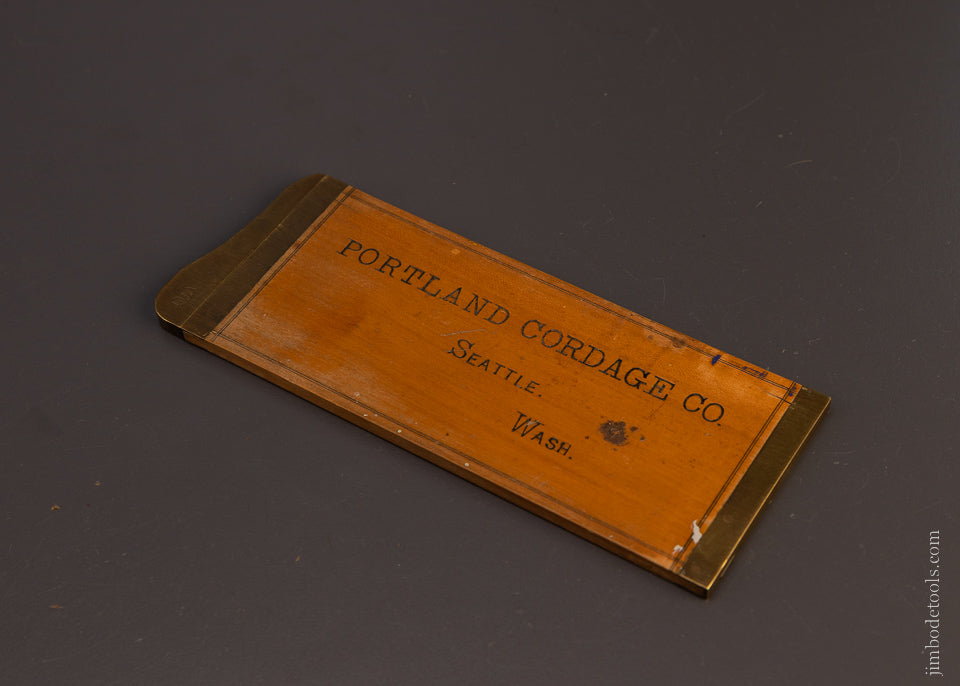 PORTLAND CORDAGE CO.
SEATTLE.
WASH.
jimbodetools.com